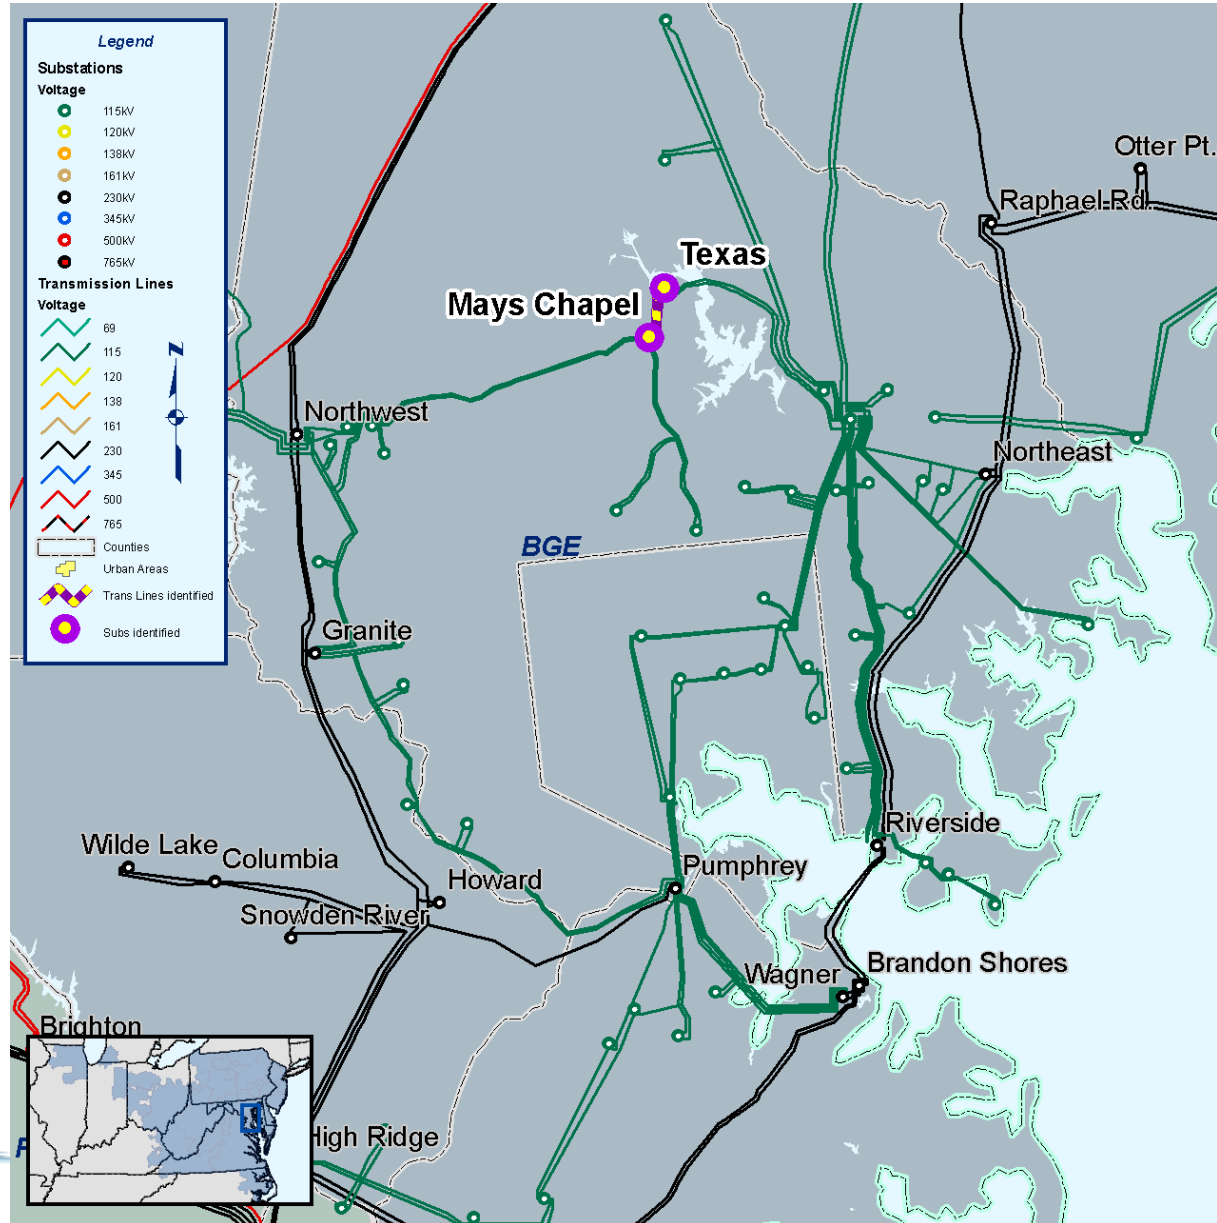 Legend
Substations
Voltage
115kV
120kV
138kV
161kV
230kV
345kV
500kV
765kV
Transmission Lines
Voltage
69
115
120
138
161
230
345
500
765
Counties
Urban Areas
Trans Lines identified
Subs identified
Z
Otter Pt.
Raphael Rd.
Texas
Mays Chapel
Northwest
Northeast
BGE
Granite
Riverside
Wilde Lake
Columbia
Howard
Pumphrey
Snowden River
Wagner
Brandon Shores
Brighton
High Ridge